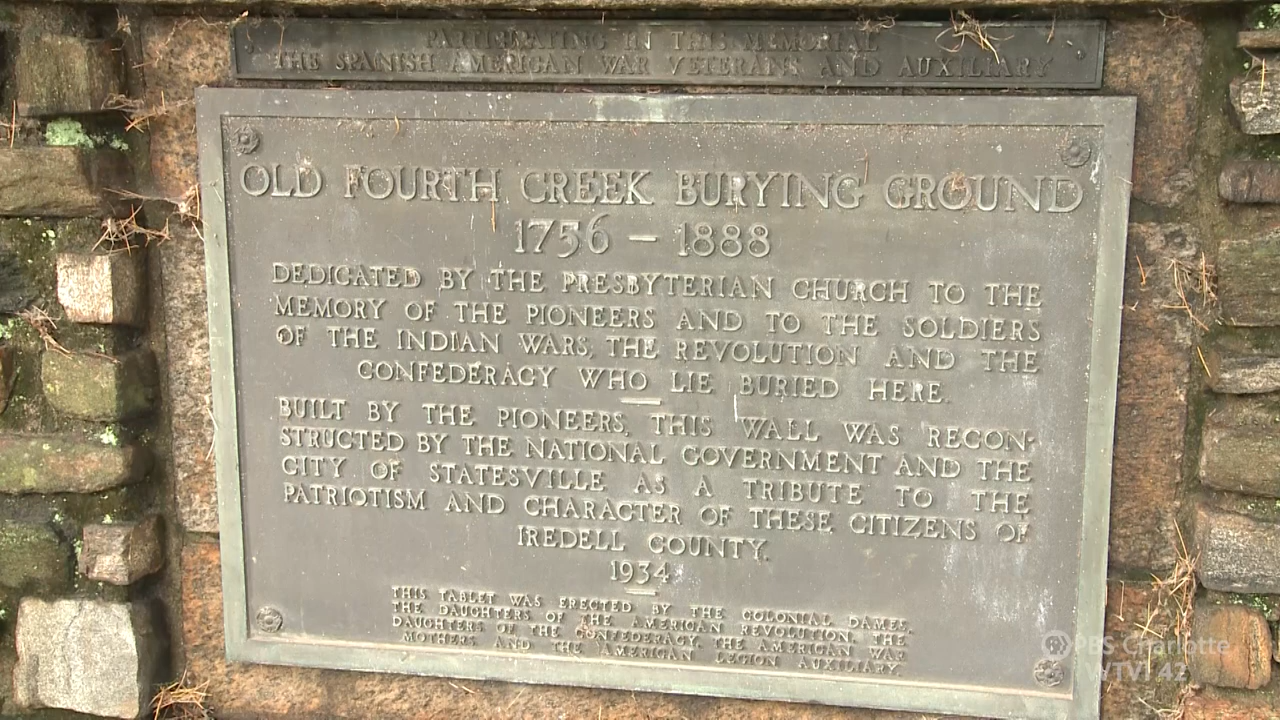 PARTICIPATING IN THIS MEMORIAL
THE SPANISH AMERICAN WAR VETERANS AND AUXILIARY
OLD FOURTH CREEK BURYING GROUND
1756 – 1888
DEDICATED BY THE PRESBYTERIAN CHURCH TO THE
MEMORY OF THE PIONEERS AND TO THE SOLDIERS
OF THE INDIAN WARS, THE REVOLUTION AND THE
CONFEDERACY WHO LIE BURIED HERE.
BUILT BY THE PIONEERS, THIS WALL WAS RECON-
STRUCTED BY THE NATIONAL GOVERNMENT AND THE
CITY OF STATESVILLE AS A TRIBUTE TO THE
PATRIOTISM AND CHARACTER OF THESE CITIZENS OF
IREDELL COUNTY.
1934
THIS TABLET WAS ERECTED BY THE COLONIAL DAMES,
THE DAUGHTERS OF THE AMERICAN REVOLUTION, THE
DAUGHTERS OF THE CONFEDERACY, THE AMERICAN WAR
MOTHERS AND THE AMERICAN LEGION AUXILIARY.
PBS Charlotte
WTVI 42